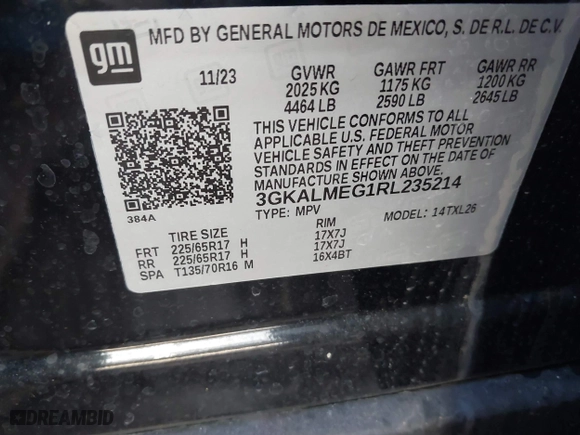 gm
MFD BY GENERAL MOTORS DE MEXICO, S. DE R.L. DE C.V.
11/23 GVWR GAWR FRT GAWR RR
2025 KG 1175 KG 1200 KG
4464 LB 2590 LB 2645 LB
THIS VEHICLE CONFORMS TO ALL
APPLICABLE U.S. FEDERAL MOTOR
VEHICLE SAFETY AND THEFT PREVENTION
STANDARDS IN EFFECT ON THE DATE OF
MANUFACTURE SHOWN ABOVE.
3GKALMEG1RL235214
384A
TYPE: MPV MODEL: 14TXL26
TIRE SIZE RIM
FRT 225/65R17 H 17X7J
RR 225/65R17 H 17X7J
SPA T135/70R16 M 16X4BT
DREAMBID